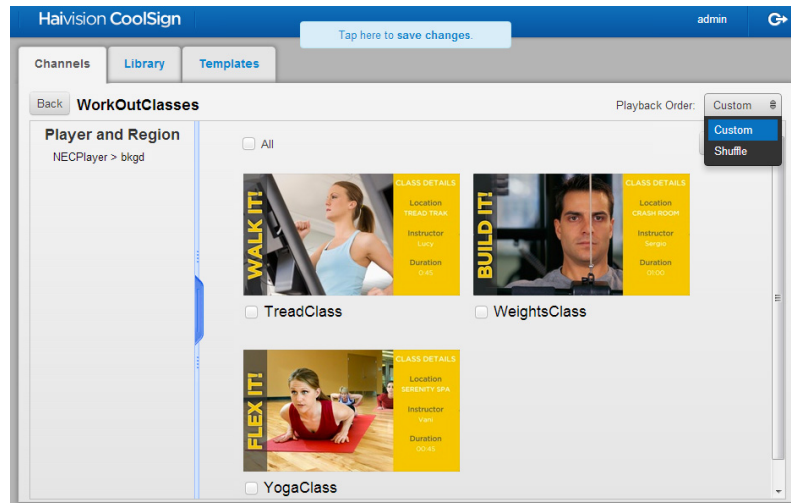 Haivision CoolSign
Tap here to save changes.
admin
Channels
Library
Templates
Back
WorkOutClasses
Playback Order:
Custom
Custom
Shuffle
Player and Region
NECPlayer > bkgd
All
WALK IT!
CLASS DETAILS
Location
TREAD TRAK
Instructor
Lucy
Duration
0:45
TreadClass
BUILD IT!
CLASS DETAILS
Location
CRASH ROOM
Instructor
Sergio
Duration
01:00
WeightsClass
FLEX IT!
CLASS DETAILS
Location
SERENITY SPA
Instructor
Vani
Duration
00:45
YogaClass